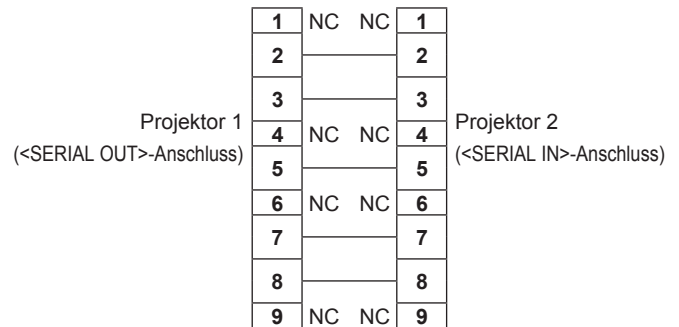 1 NC NC 1
2 2
3 3
Projektor 1
(<SERIAL OUT>-Anschluss)
4 NC NC 4
Projektor 2
(<SERIAL IN>-Anschluss)
5 5
6 NC NC 6
7 7
8 8
9 NC NC 9